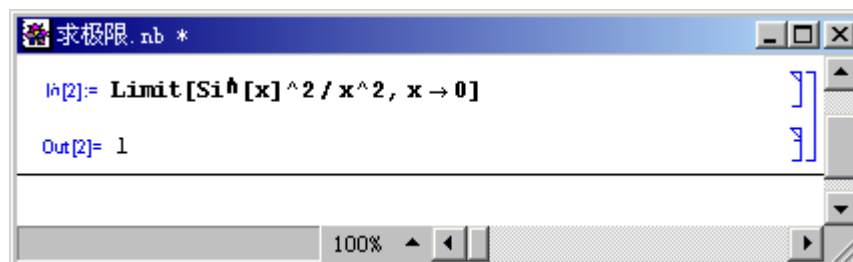 求极限.nb *
In[2]:= Limit[Sin[x]^2/x^2, x→0]
Out[2]= 1
100%